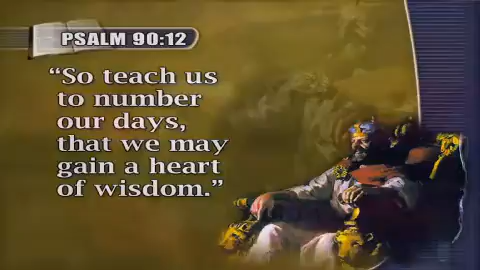 PSALM 90:12
“So teach us
to number
our days,
that we may
gain a heart
of wisdom.”